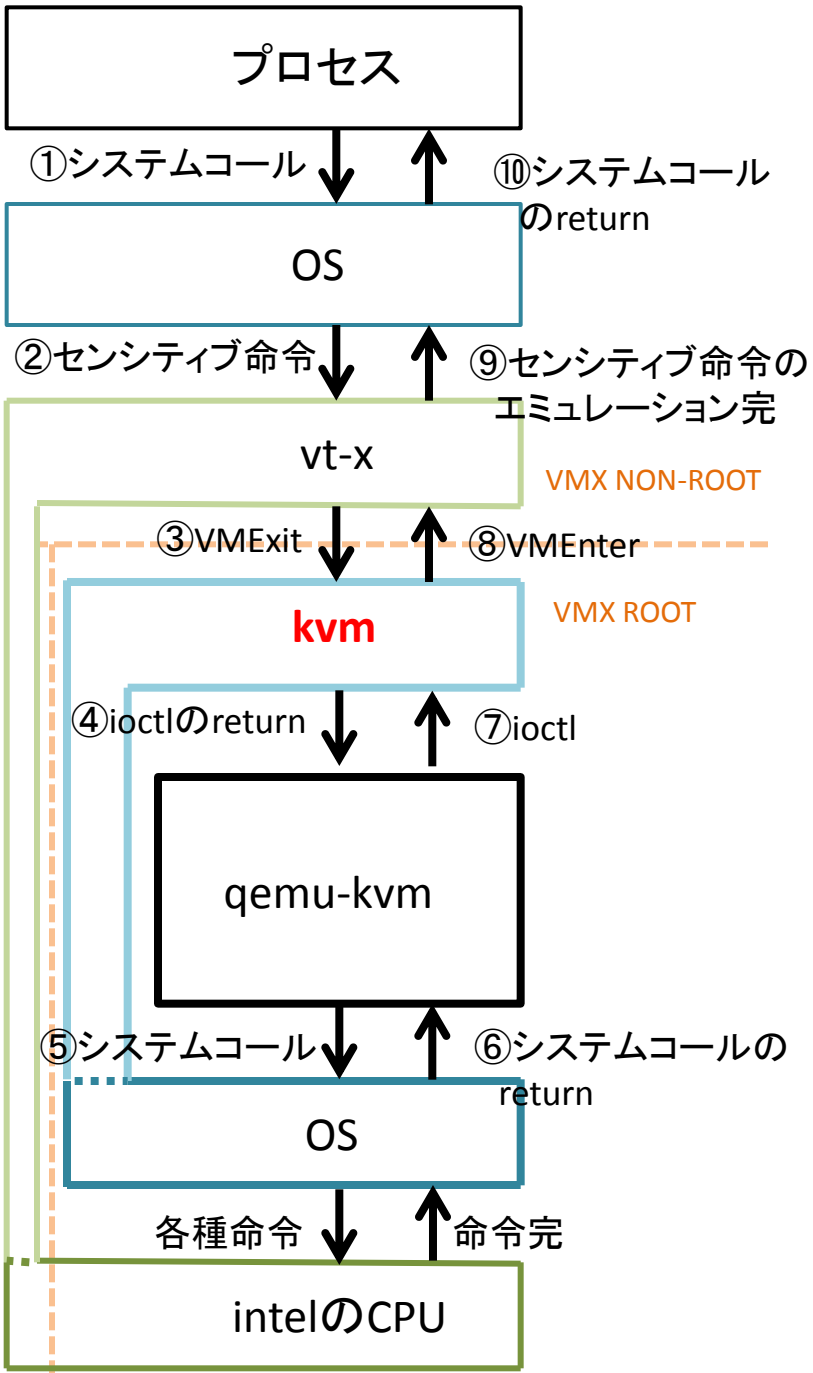 プロセス
①システムコール
⑩システムコール
のreturn
OS
②センシティブ命令
⑨センシティブ命令の
エミュレーション完
vt-x
VMX NON-ROOT
③VMExit
⑧VMEnter
kvm
VMX ROOT
④ioctlのreturn
⑦ioctl
qemu-kvm
⑤システムコール
⑥システムコールの
return
OS
各種命令
命令完
intelのCPU